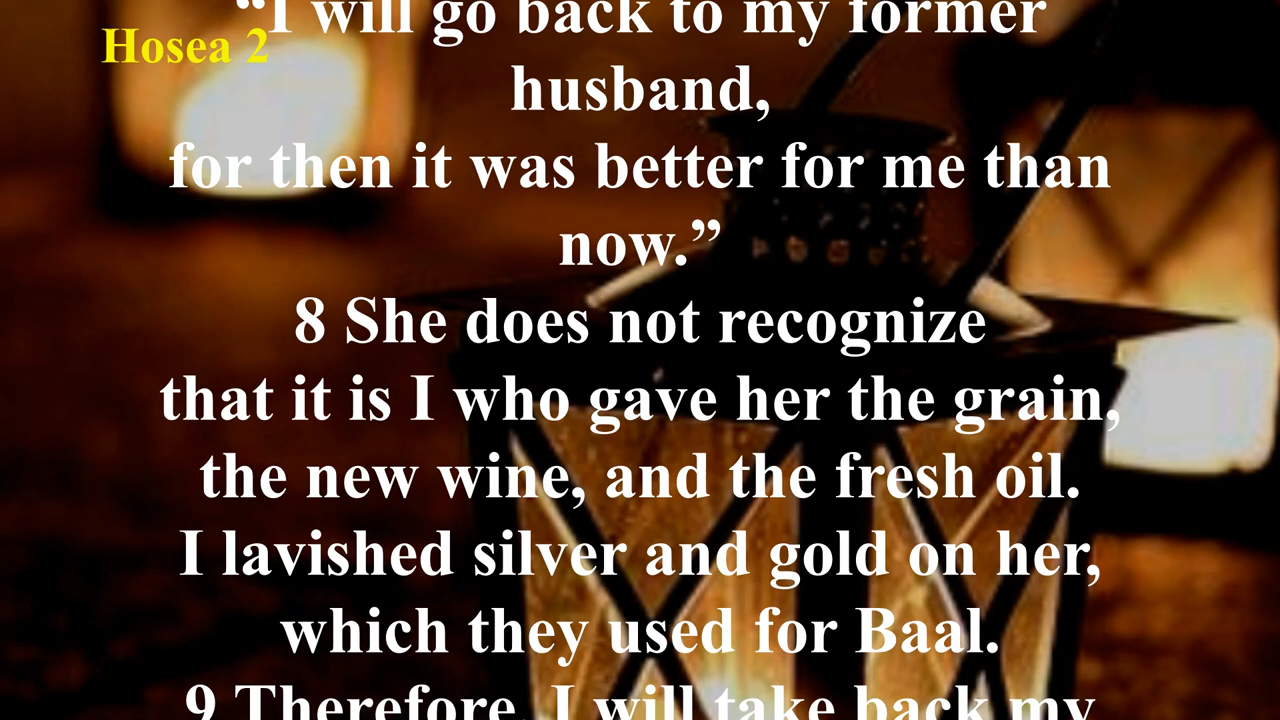 “I will go back to my former
Hosea 2
husband,
for then it was better for me than
now.”
8 She does not recognize
that it is I who gave her the grain,
the new wine, and the fresh oil.
I lavished silver and gold on her,
which they used for Baal.
9 Therefore, I will take back my